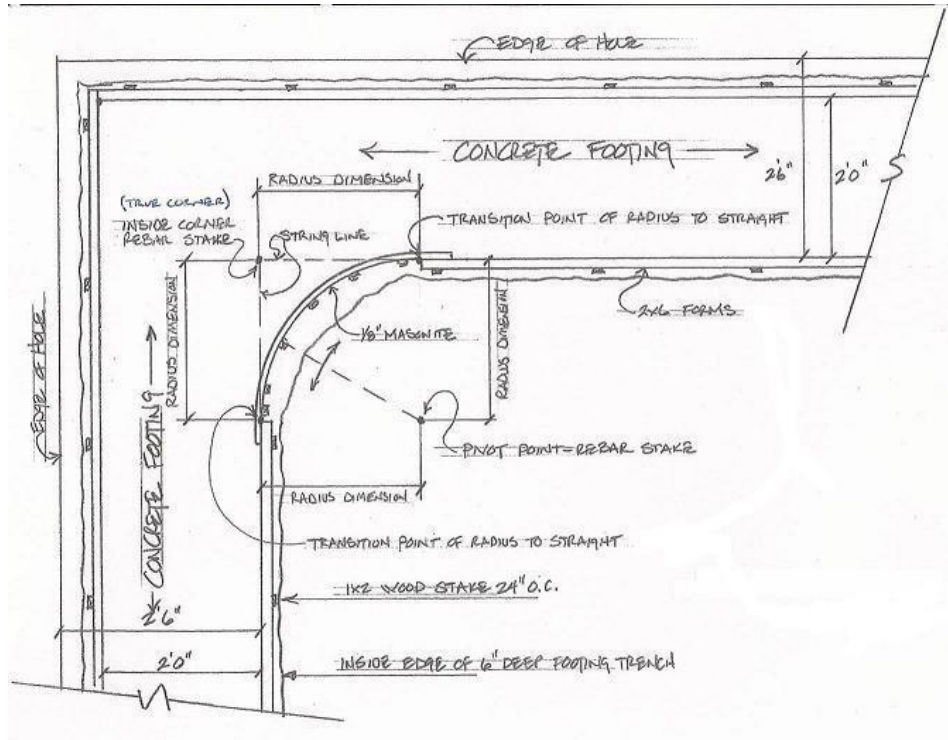 EDGE OF HOLE
CONCRETE FOOTING
2'6"
2'0"
RADIUS DIMENSION
(TRUE CORNER)
INSIDE CORNER
REBAR STAKE
STRING LINE
TRANSITION POINT OF RADIUS TO STRAIGHT
RADIUS DIMENSION
1/8" MASONITE
RADIUS DIMENSION
2X6 FORMS
EDGE OF HOLE
CONCRETE FOOTING
PIVOT POINT=REBAR STAKE
RADIUS DIMENSION
TRANSITION POINT OF RADIUS TO STRAIGHT
1X2 WOOD STAKE 24" O.C.
2'6"
2'0"
INSIDE EDGE OF 6" DEEP FOOTING TRENCH